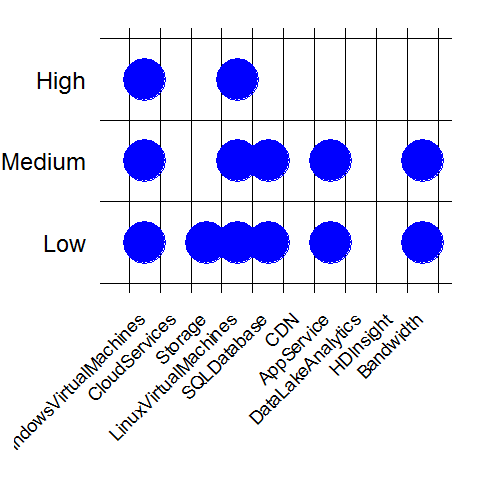 High
Medium
Low
ndowsVirtualMachines
CloudServices
Storage
LinuxVirtualMachines
SQLDatabase
CDN
AppService
DataLakeAnalytics
HDInsight
Bandwidth